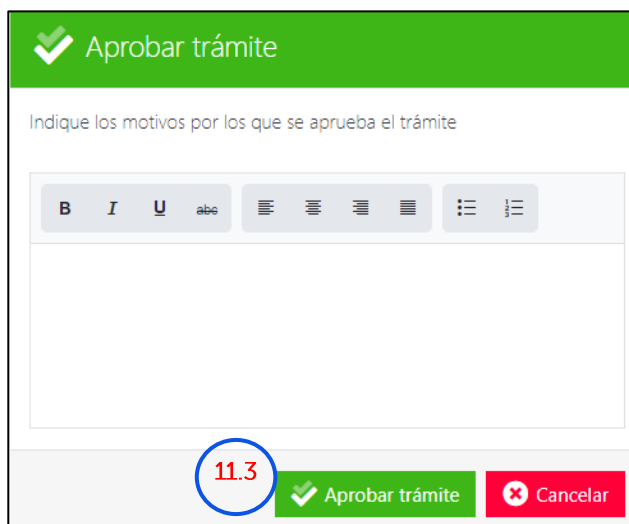 Aprobar trámite
Indique los motivos por los que se aprueba el trámite
B I U abc
11.3
Aprobar trámite Cancelar